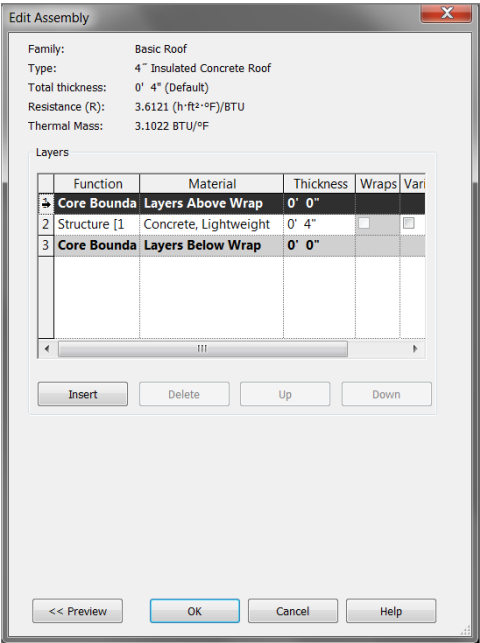 Edit Assembly
Family: Basic Roof
Type: 4" Insulated Concrete Roof
Total thickness: 0' 4" (Default)
Resistance (R): 3.6121 (h·ft²·°F)/BTU
Thermal Mass: 3.1022 BTU/°F
Layers
Function Material Thickness Wraps Vari
1 Core Bounda Layers Above Wrap 0' 0"
2 Structure [1 Concrete, Lightweight 0' 4"
3 Core Bounda Layers Below Wrap 0' 0"
Insert Delete Up Down
<< Preview OK Cancel Help